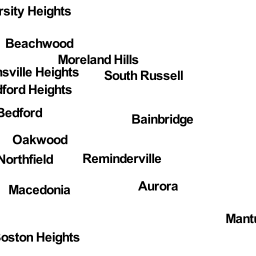 rsity Heights
Beachwood
Moreland Hills
nsville Heights
South Russell
dford Heights
Bedford
Bainbridge
Oakwood
Northfield
Reminderville
Macedonia
Aurora
Mantu
oston Heights